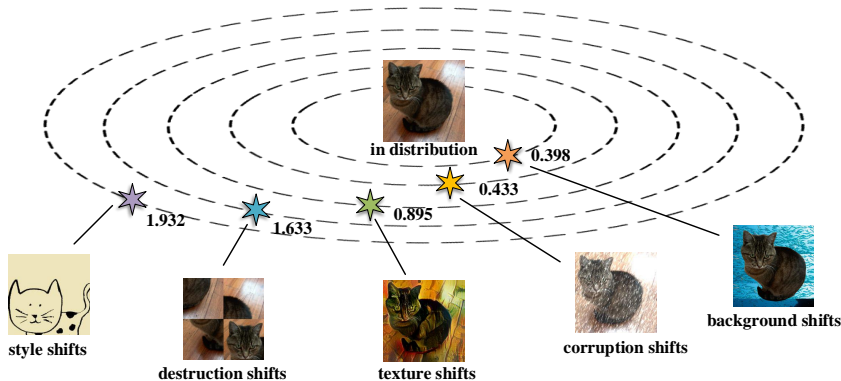 in distribution
0.398
0.433
0.895
1.633
1.932
style shifts
destruction shifts
texture shifts
corruption shifts
background shifts